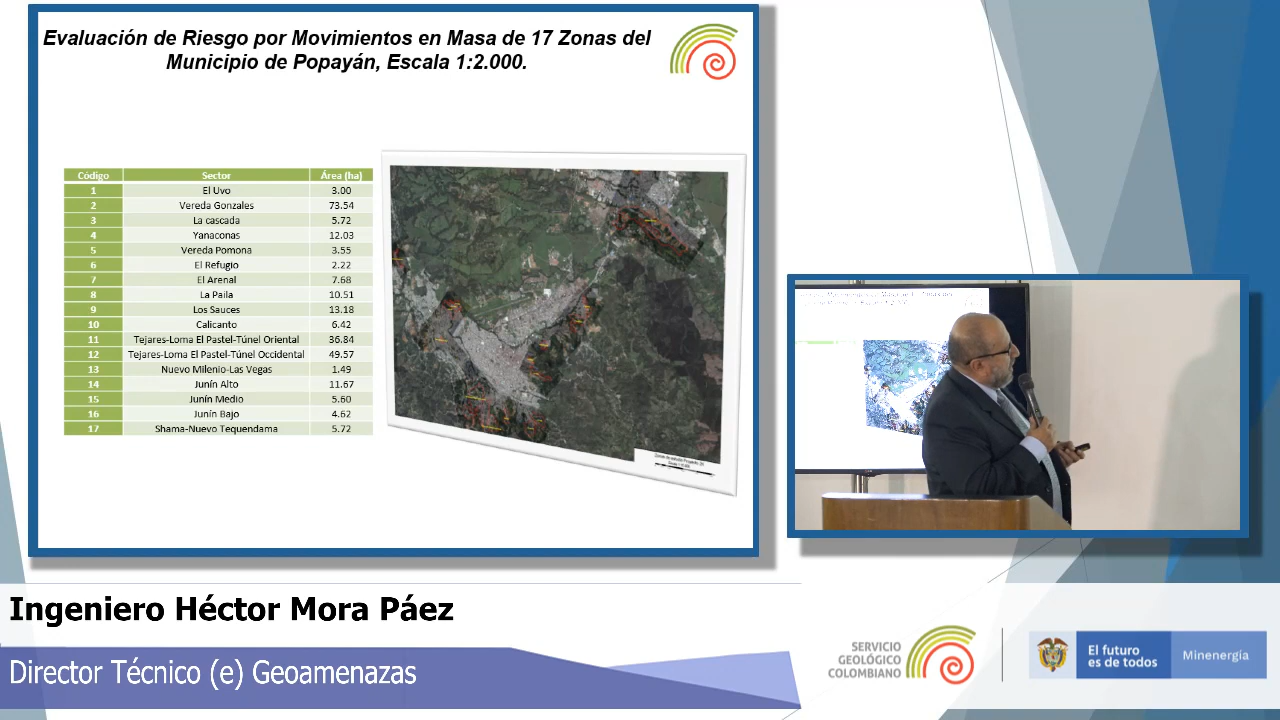 Evaluación de Riesgo por Movimientos en Masa de 17 Zonas del
Municipio de Popayán, Escala 1:2.000.
Código Sector Área (ha)
1 El Uvo 3.00
2 Vereda Gonzales 73.54
3 La cascada 5.72
4 Yanaconas 12.03
5 Vereda Pomona 3.55
6 El Refugio 2.22
7 El Arenal 7.68
8 La Paila 10.51
9 Los Sauces 13.18
10 Calicanto 6.42
11 Tejares-Loma El Pastel-Túnel Oriental 36.84
12 Tejares-Loma El Pastel-Túnel Occidental 49.57
13 Nuevo Milenio-Las Vegas 1.49
14 Junín Alto 11.67
15 Junín Medio 5.60
16 Junín Bajo 4.62
17 Shama-Nuevo Tequendama 5.72
Ingeniero Héctor Mora Páez
Director Técnico (e) Geoamenazas
SERVICIO
GEOLÓGICO
COLOMBIANO
El futuro
es de todos
Minenergía